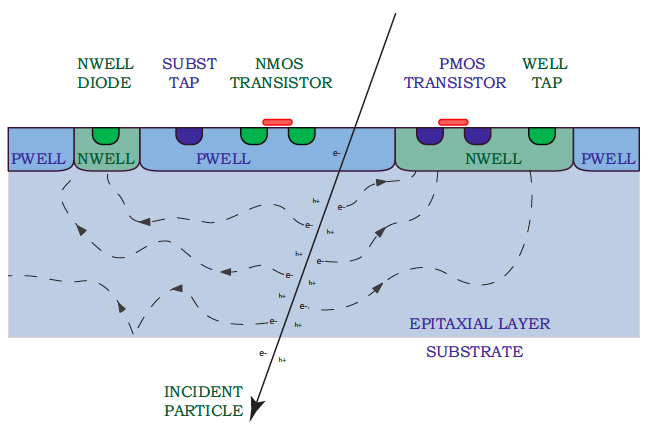 NWELL
DIODE
SUBST
TAP
NMOS
TRANSISTOR
PMOS
TRANSISTOR
WELL
TAP
PWELL
NWELL
PWELL
NWELL
PWELL
e-
h+
e-
e-
h+
h+
e-
e-
h+
h+
e-
e-
h+
EPITAXIAL LAYER
e-
h+
SUBSTRATE
INCIDENT
PARTICLE